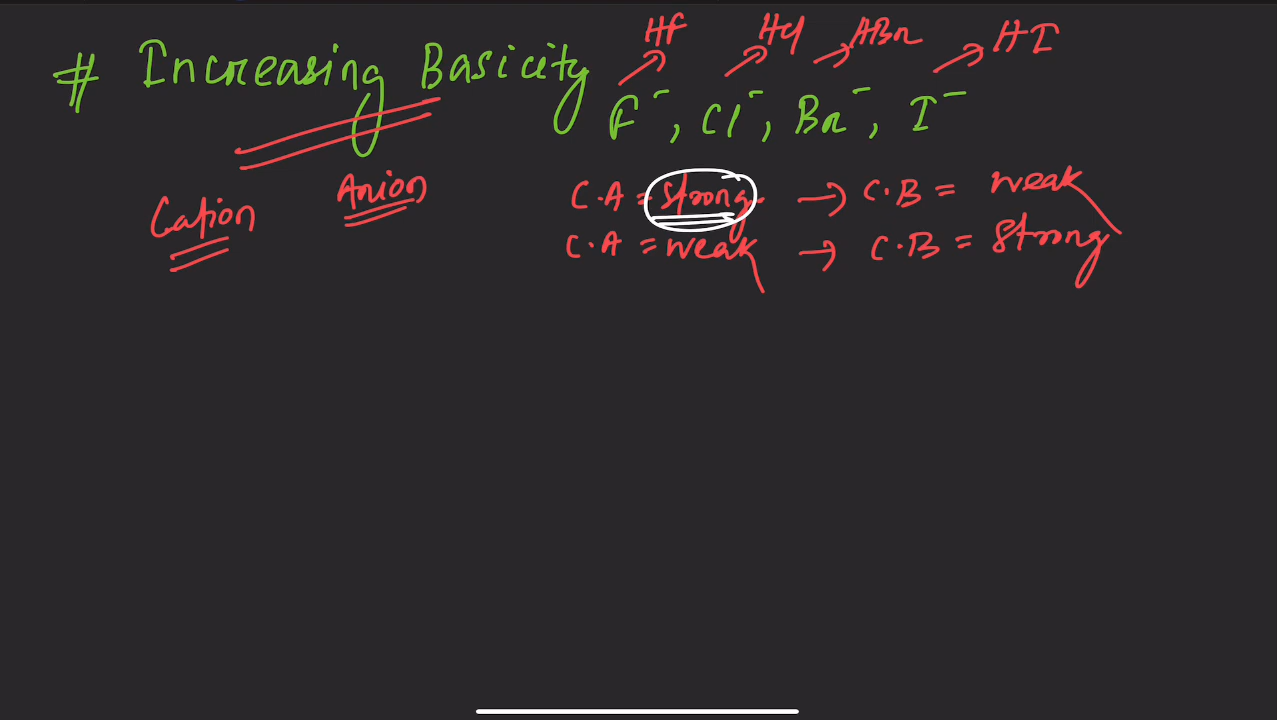 HF HCl HBr HI
# Increasing Basicity F⁻, Cl⁻, Br⁻, I⁻
Cation Anion
C.A = strong → C.B = weak
C.A = weak → C.B = strong